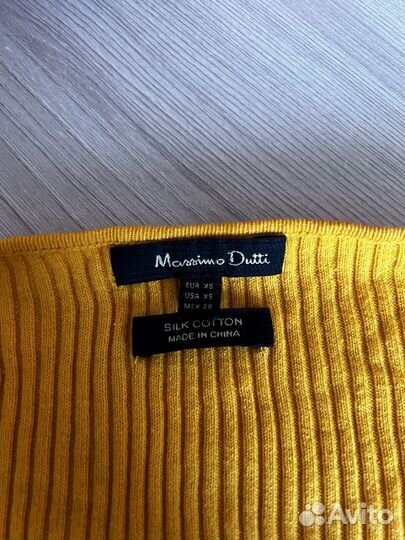 Massimo Dutti
EUR XS
USA XS
MEX 26
SILK COTTON
MADE IN CHINA
Avito